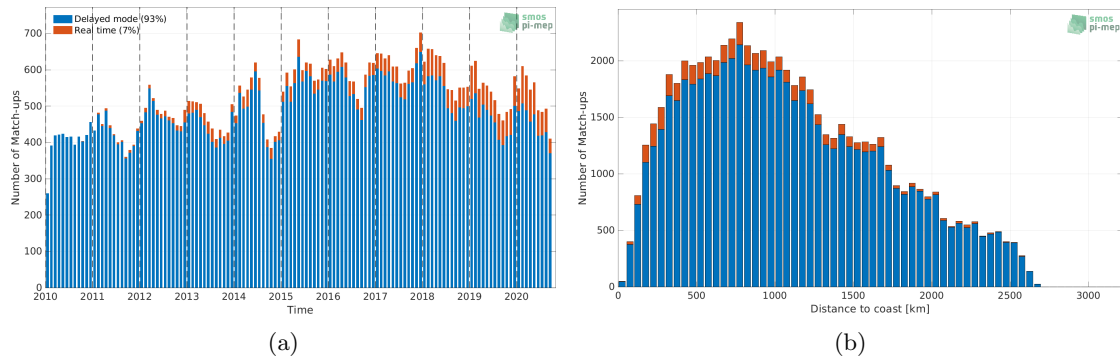 Delayed mode (93%)
Real time (7%)
smos
pi-mep
Number of Match-ups
700
600
500
400
300
200
100
0
2010 2011 2012 2013 2014 2015 2016 2017 2018 2019 2020
Time
(a)
smos
pi-mep
Number of Match-ups
2000
1500
1000
500
0
0 500 1000 1500 2000 2500 3000
Distance to coast [km]
(b)